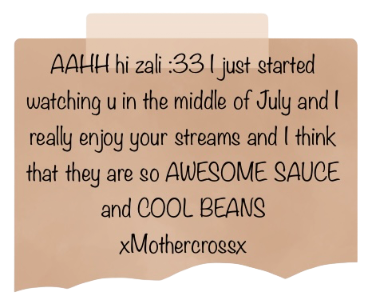 AAHH hi zali :33 I just started
watching u in the middle of July and I
really enjoy your streams and I think
that they are so AWESOME SAUCE
and COOL BEANS
xMothercrossx